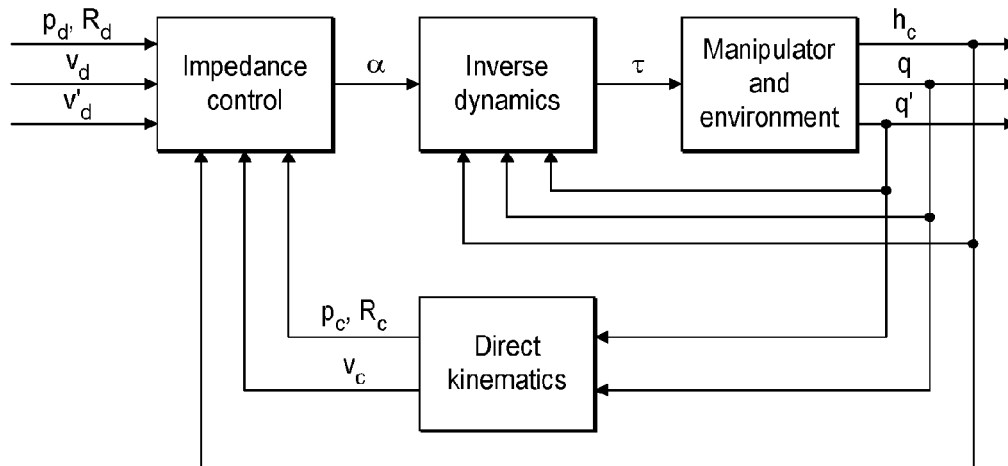 p_d, R_d
v_d
v'_d
Impedance
control
α
Inverse
dynamics
τ
Manipulator
and
environment
h_c
q
q'
p_c, R_c
v_c
Direct
kinematics